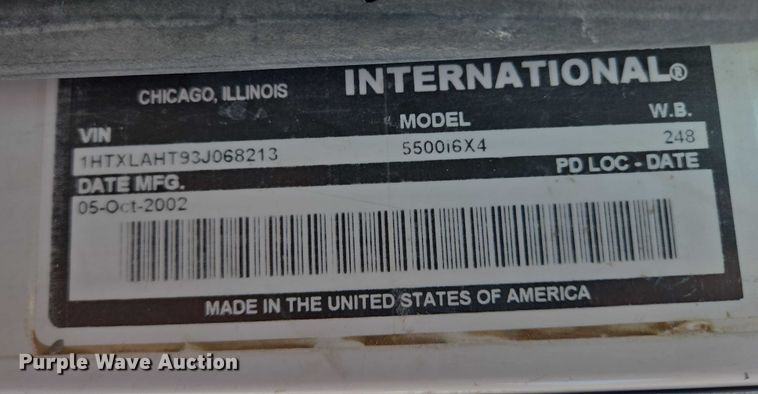 INTERNATIONAL®
CHICAGO, ILLINOIS
VIN MODEL W.B.
1HTXLAHT93J068213 5500i6X4 248
DATE MFG. PD LOC - DATE
05-Oct-2002
MADE IN THE UNITED STATES OF AMERICA
Purple Wave Auction